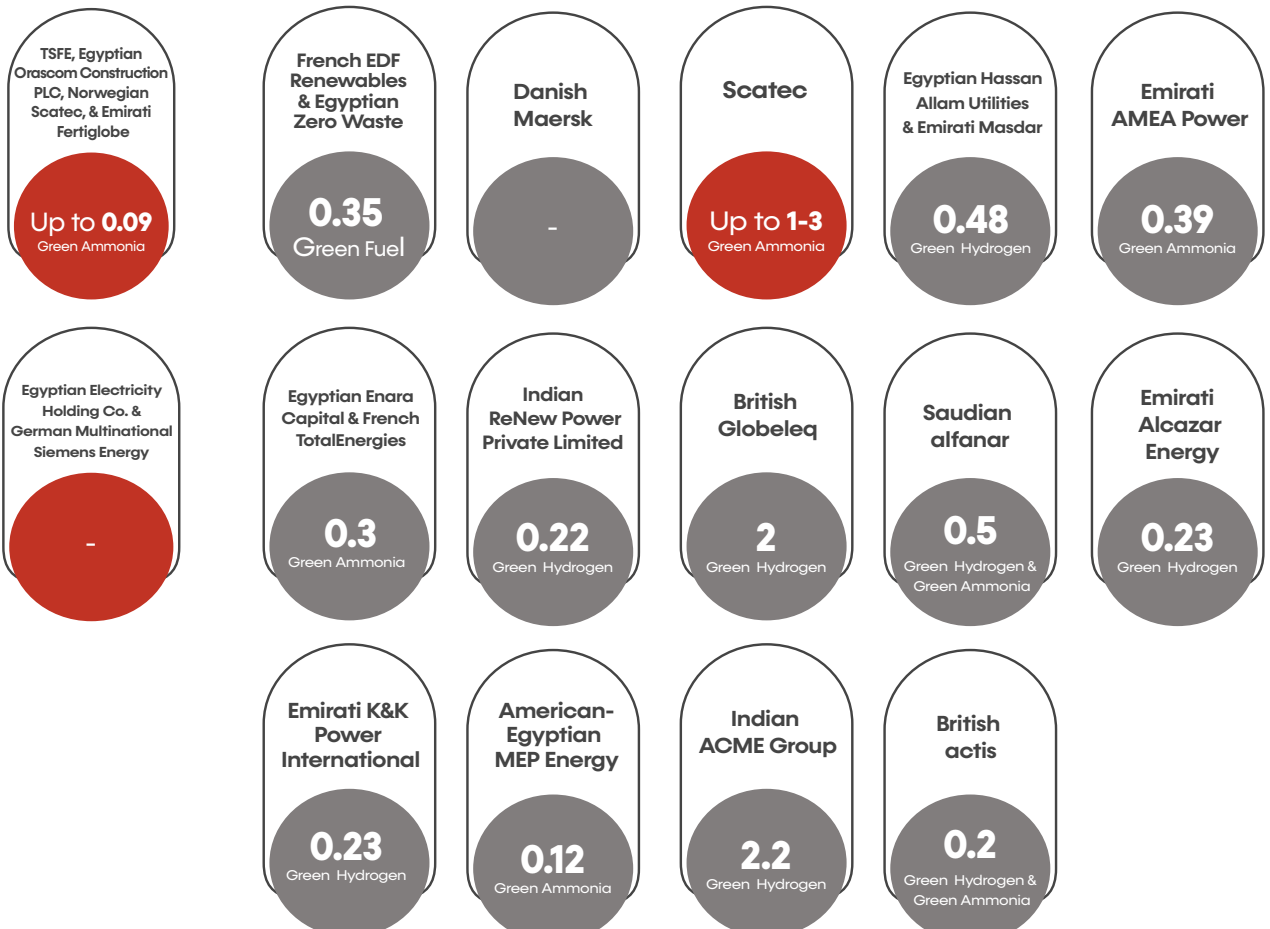 TSFE, Egyptian
Orascom Construction
PLC, Norwegian
Scatec, & Emirati
Fertiglobe
Up to 0.09
Green Ammonia
French EDF
Renewables
& Egyptian
Zero Waste
0.35
Green Fuel
Danish
Maersk
-
Scatec
Up to 1-3
Green Ammonia
Egyptian Hassan
Allam Utilities
& Emirati Masdar
0.48
Green Hydrogen
Emirati
AMEA Power
0.39
Green Ammonia
Egyptian Electricity
Holding Co. &
German Multinational
Siemens Energy
-
Egyptian Enara
Capital & French
TotalEnergies
0.3
Green Ammonia
Indian
ReNew Power
Private Limited
0.22
Green Hydrogen
British
Globeleq
2
Green Hydrogen
Saudian
alfanar
0.5
Green Hydrogen &
Green Ammonia
Emirati
Alcazar
Energy
0.23
Green Hydrogen
Emirati K&K
Power
International
0.23
Green Hydrogen
American-
Egyptian
MEP Energy
0.12
Green Ammonia
Indian
ACME Group
2.2
Green Hydrogen
British
actis
0.2
Green Hydrogen &
Green Ammonia